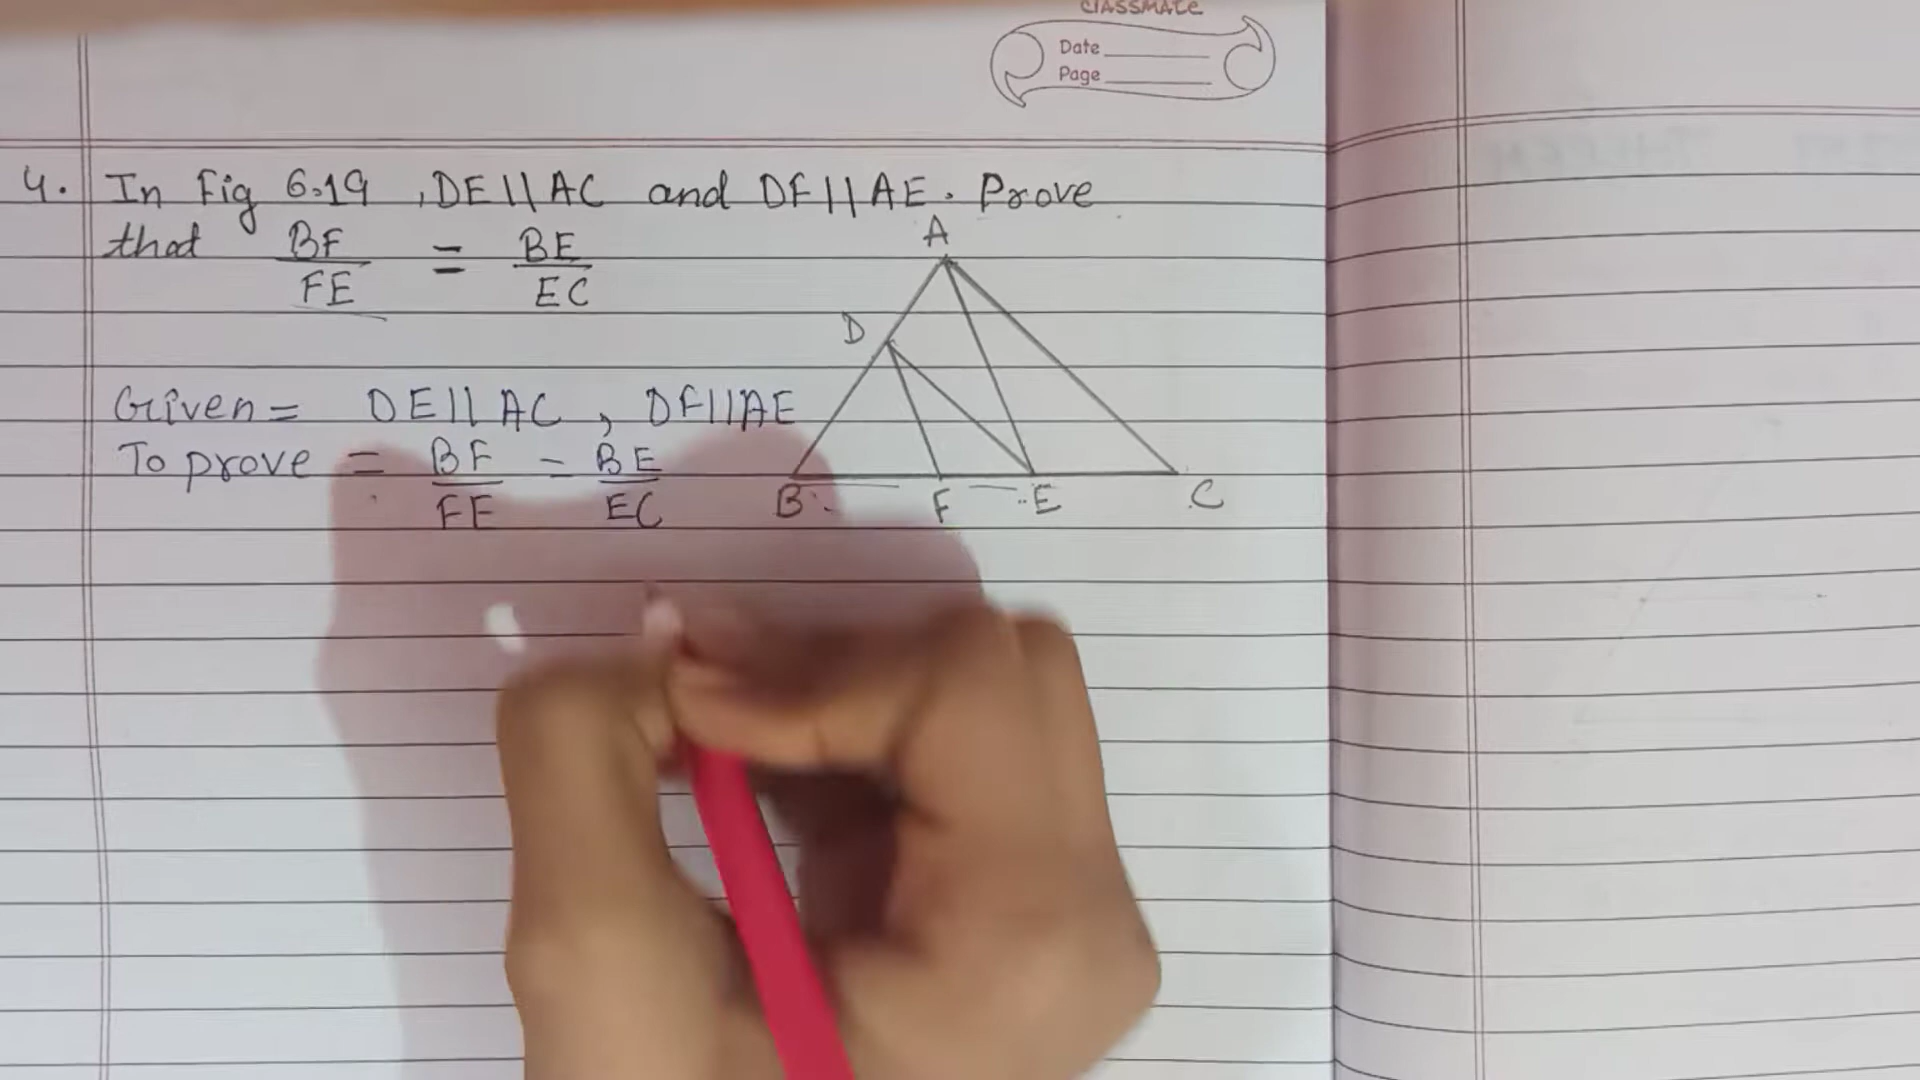 classmate
Date
Page
4. In Fig 6.19 , DE || AC and DF || AE. Prove
that BF/FE = BE/EC
A
D
Given = DE || AC , DF || AE
To prove = BF/FE = BE/EC
B F E C